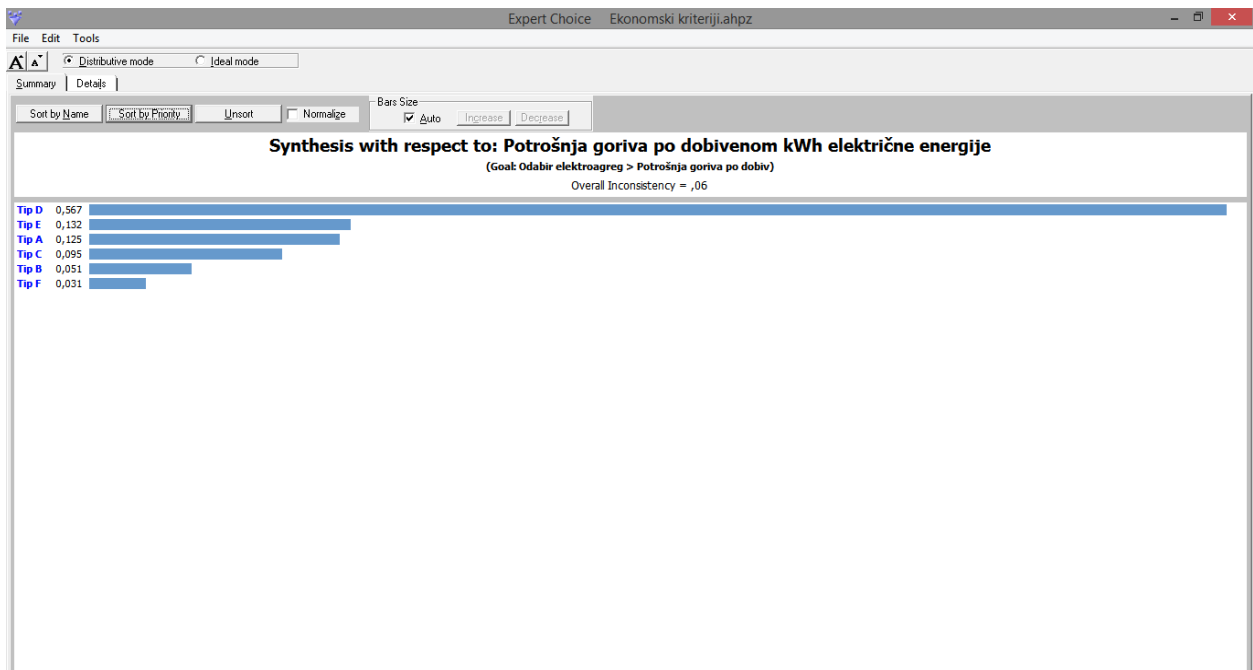 Expert Choice Ekonomski kriteriji.ahpz
File Edit Tools
A A Distributive mode Ideal mode
Summary Details
Sort by Name Sort by Priority Unsort Normalize Bars Size Auto Increase Decrease
Synthesis with respect to: Potrošnja goriva po dobivenom kWh električne energije
(Goal: Odabir elektroagreg > Potrošnja goriva po dobiv)
Overall Inconsistency = ,06
Tip D 0,567
Tip E 0,132
Tip A 0,125
Tip C 0,095
Tip B 0,051
Tip F 0,031